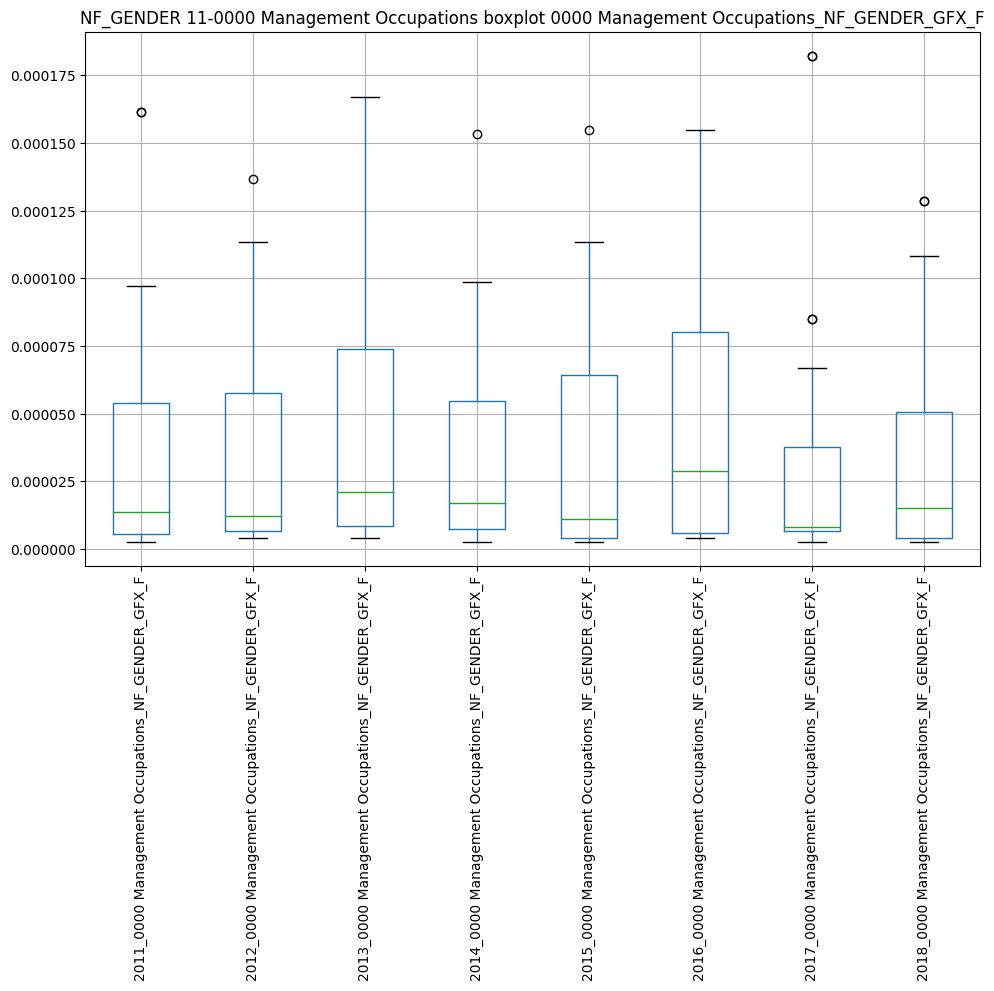 NF_GENDER 11-0000 Management Occupations boxplot 0000 Management Occupations_NF_GENDER_GFX_F
0.000175
0.000150
0.000125
0.000100
0.000075
0.000050
0.000025
0.000000
2011_0000 Management Occupations_NF_GENDER_GFX_F
2012_0000 Management Occupations_NF_GENDER_GFX_F
2013_0000 Management Occupations_NF_GENDER_GFX_F
2014_0000 Management Occupations_NF_GENDER_GFX_F
2015_0000 Management Occupations_NF_GENDER_GFX_F
2016_0000 Management Occupations_NF_GENDER_GFX_F
2017_0000 Management Occupations_NF_GENDER_GFX_F
2018_0000 Management Occupations_NF_GENDER_GFX_F